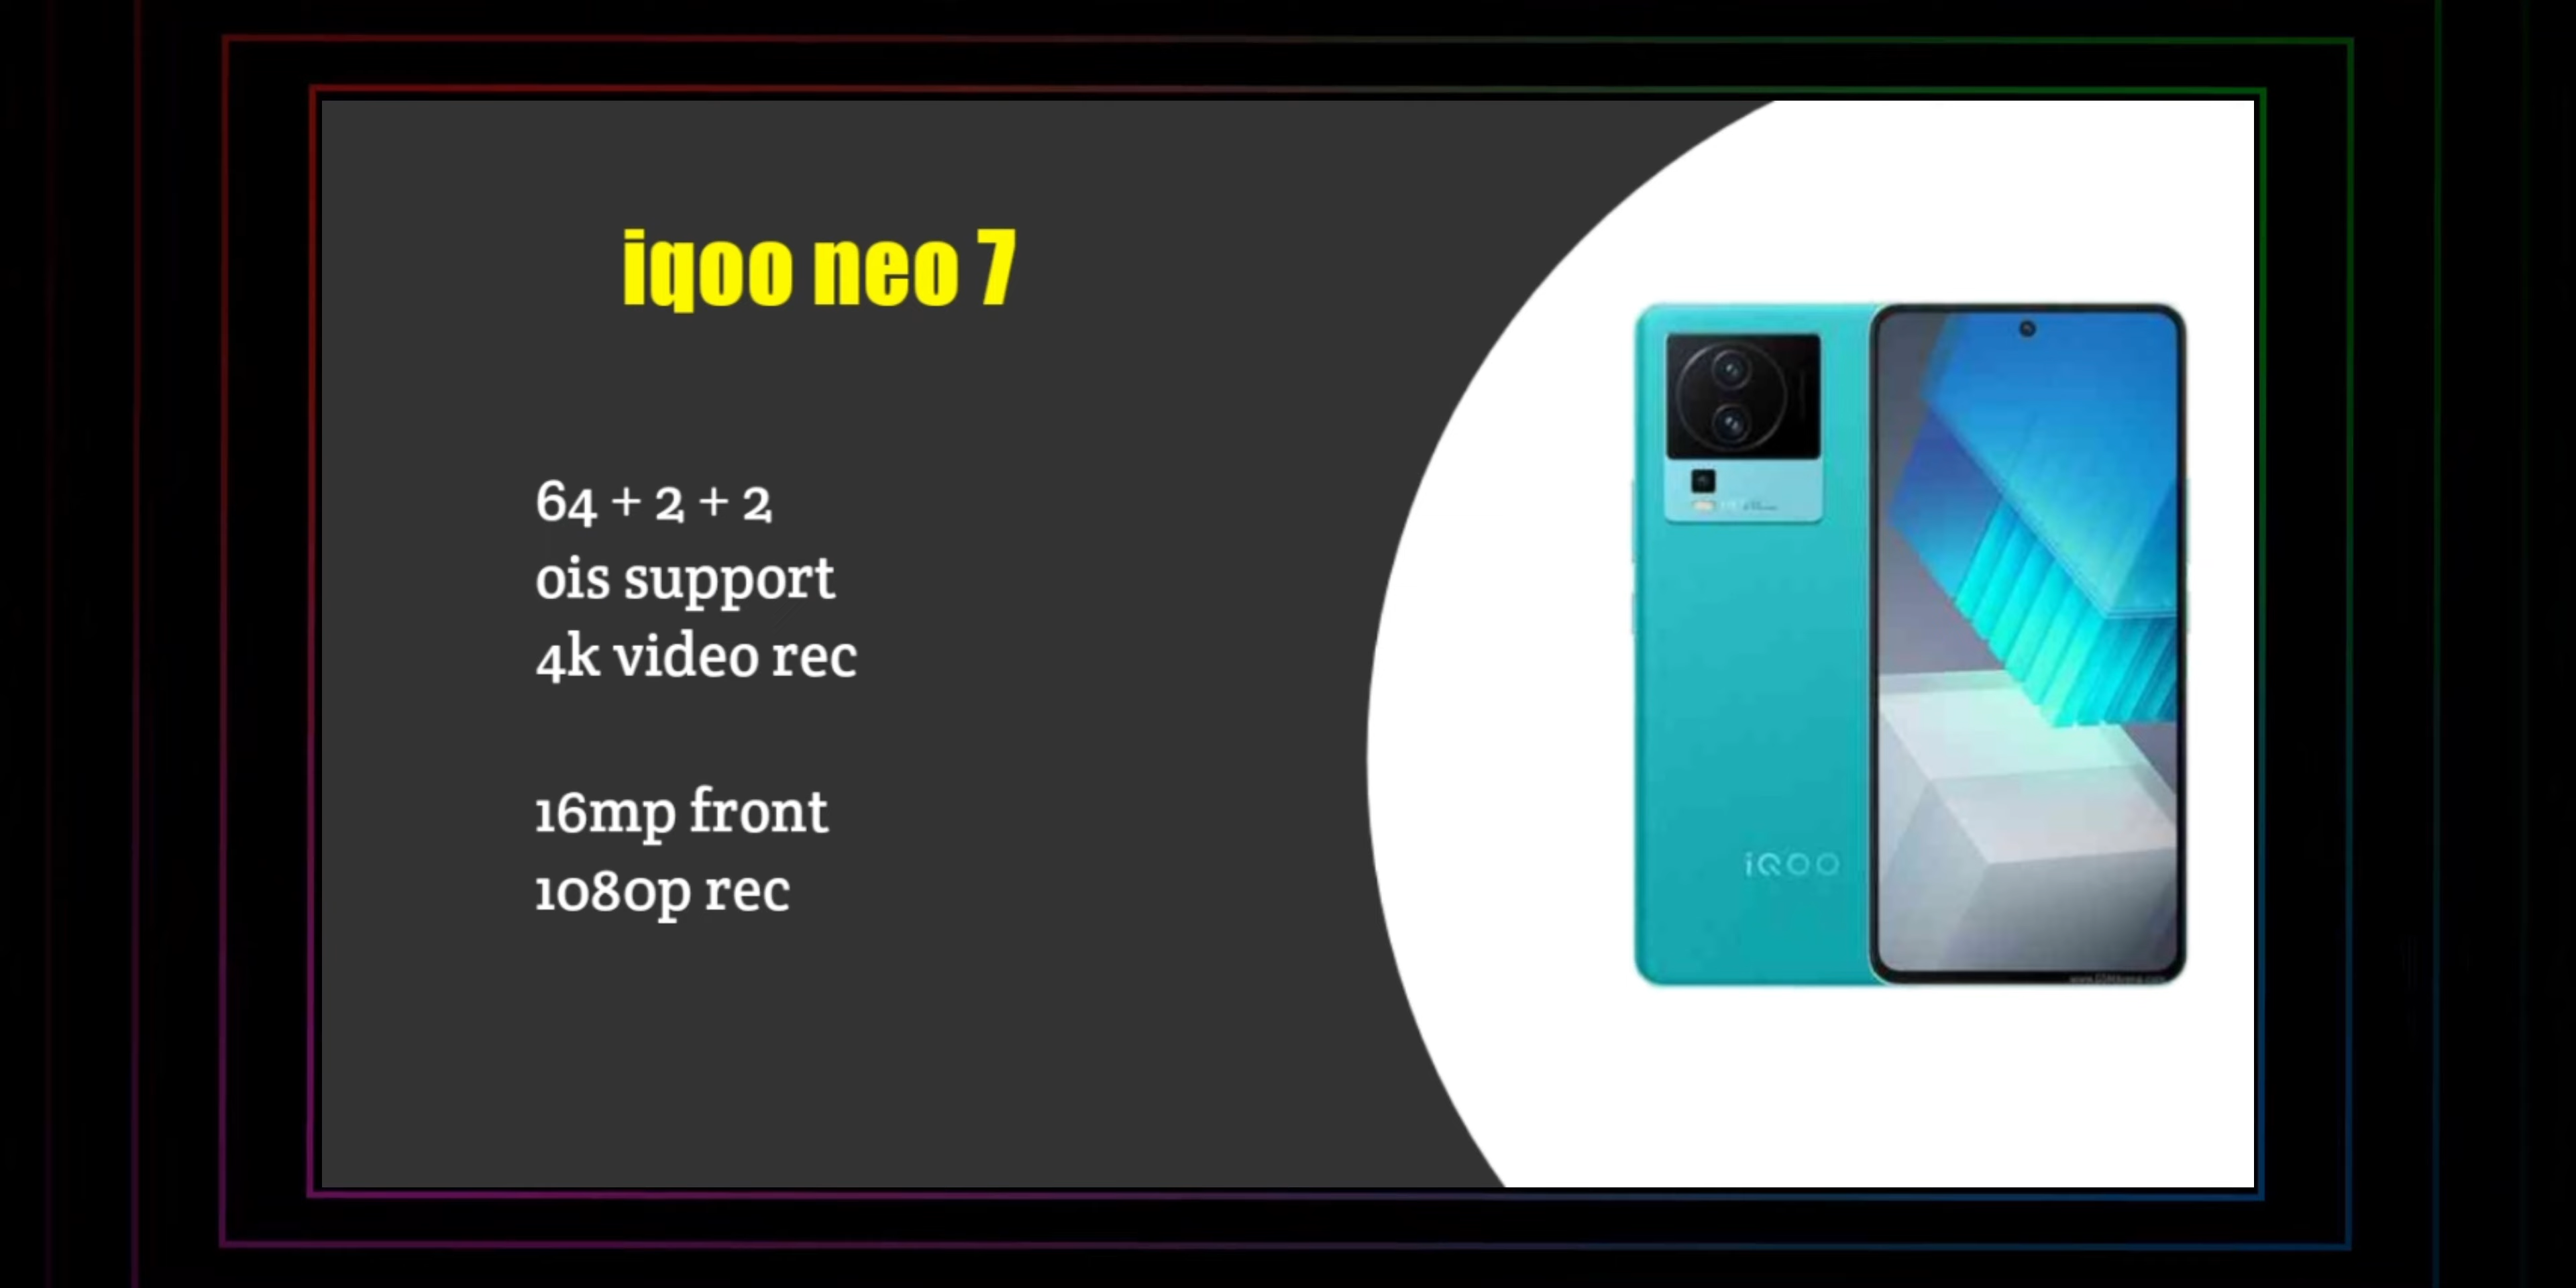 iqoo neo 7
64 + 2 + 2
ois support
4k video rec
16mp front
1080p rec
iQOO